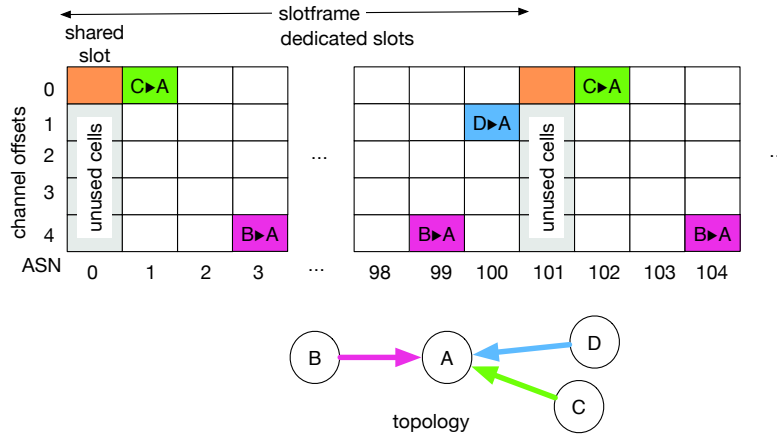 slotframe
shared slot
dedicated slots
channel offsets
0 C▶A C▶A
1 D▶A
2 ... ..
3
4 B▶A B▶A B▶A
unused cells
unused cells
ASN 0 1 2 3 ... 98 99 100 101 102 103 104
B A D
C
topology